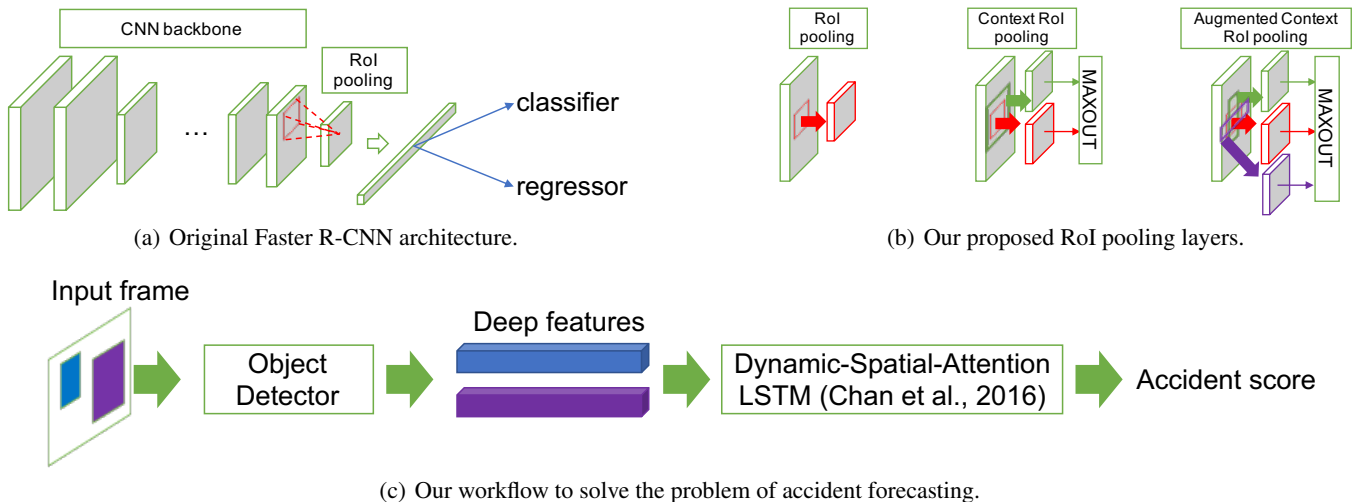 CNN backbone
RoI
pooling
...
classifier
regressor
(a) Original Faster R-CNN architecture.
RoI
pooling
Context RoI
pooling
MAXOUT
Augmented Context
RoI pooling
MAXOUT
(b) Our proposed RoI pooling layers.
Input frame
Object
Detector
Deep features
Dynamic-Spatial-Attention
LSTM (Chan et al., 2016)
Accident score
(c) Our workflow to solve the problem of accident forecasting.